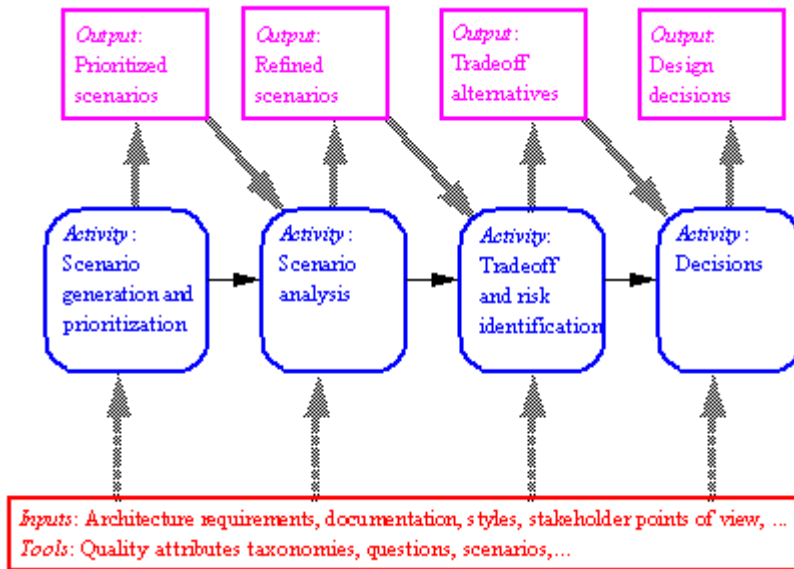 Output:
Prioritized
scenarios
Output:
Refined
scenarios
Output:
Tradeoff
alternatives
Output:
Design
decisions
Activity:
Scenario
generation and
prioritization
Activity:
Scenario
analysis
Activity:
Tradeoff
and risk
identification
Activity:
Decisions
Inputs: Architecture requirements, documentation, styles, stakeholder points of view, ...
Tools: Quality attributes taxonomies, questions, scenarios,...